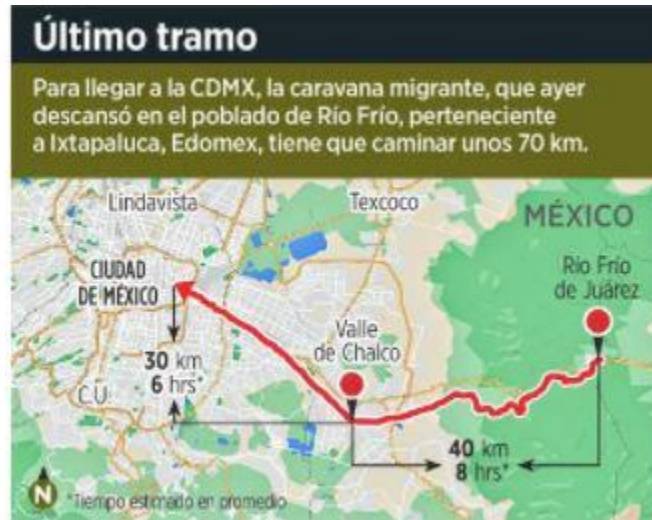 Último tramo
Para llegar a la CDMX, la caravana migrante, que ayer
descansó en el poblado de Río Frío, perteneciente
a Ixtapaluca, Edomex, tiene que caminar unos 70 km.
Lindavista
Texcoco
MÉXICO
CIUDAD
DE MÉXICO
Río Frío
de Juárez
Valle
de Chalco
30 km
6 hrs*
C.U.
40 km
8 hrs*
N
*Tiempo estimado en promedio